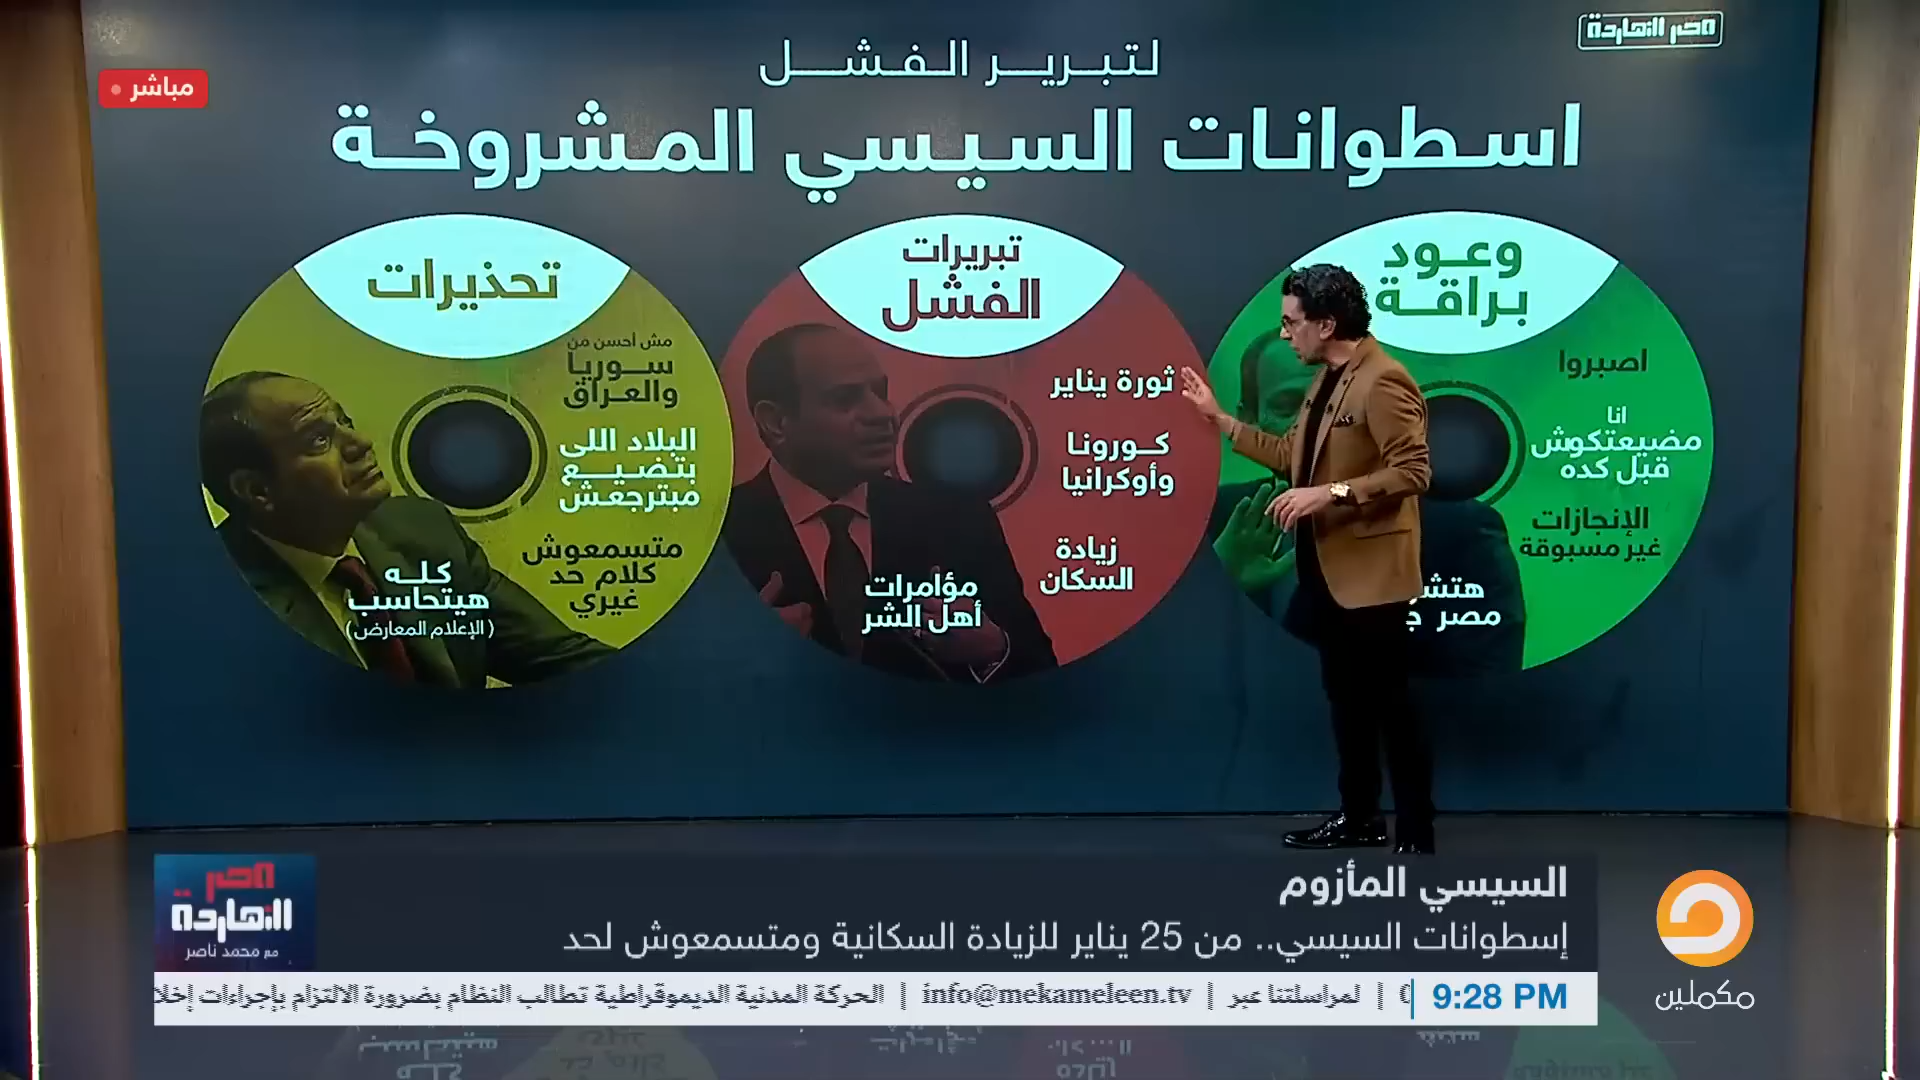 مصر النهاردة
مباشر
لتبرير الفشل
اسطوانات السيسي المشروخة
وعود
براقة
اصبروا
انا
مضيعتكوش
قبل كده
الإنجازات
غير مسبوقة
مصر
تبريرات
الفشل
ثورة يناير
كورونا
وأوكرانيا
زيادة
السكان
مؤامرات
أهل الشر
تحذيرات
مش احسن من
سوريا
والعراق
البلاد اللى
بتضيع
مبترجعش
متسمعوش
كلام حد
غيري
كله
هيتحاسب
(الإعلام المعارض)
السيسي المأزوم
إسطوانات السيسي.. من 25 يناير للزيادة السكانية ومتسمعوش لحد
مصر
النهاردة
مع محمد ناصر
9:28 PM
| لمراسلتنا عبر | info@mekameleen.tv | الحركة المدنية الديموقراطية تطالب النظام بضرورة الالتزام بإجراءات
مكملين